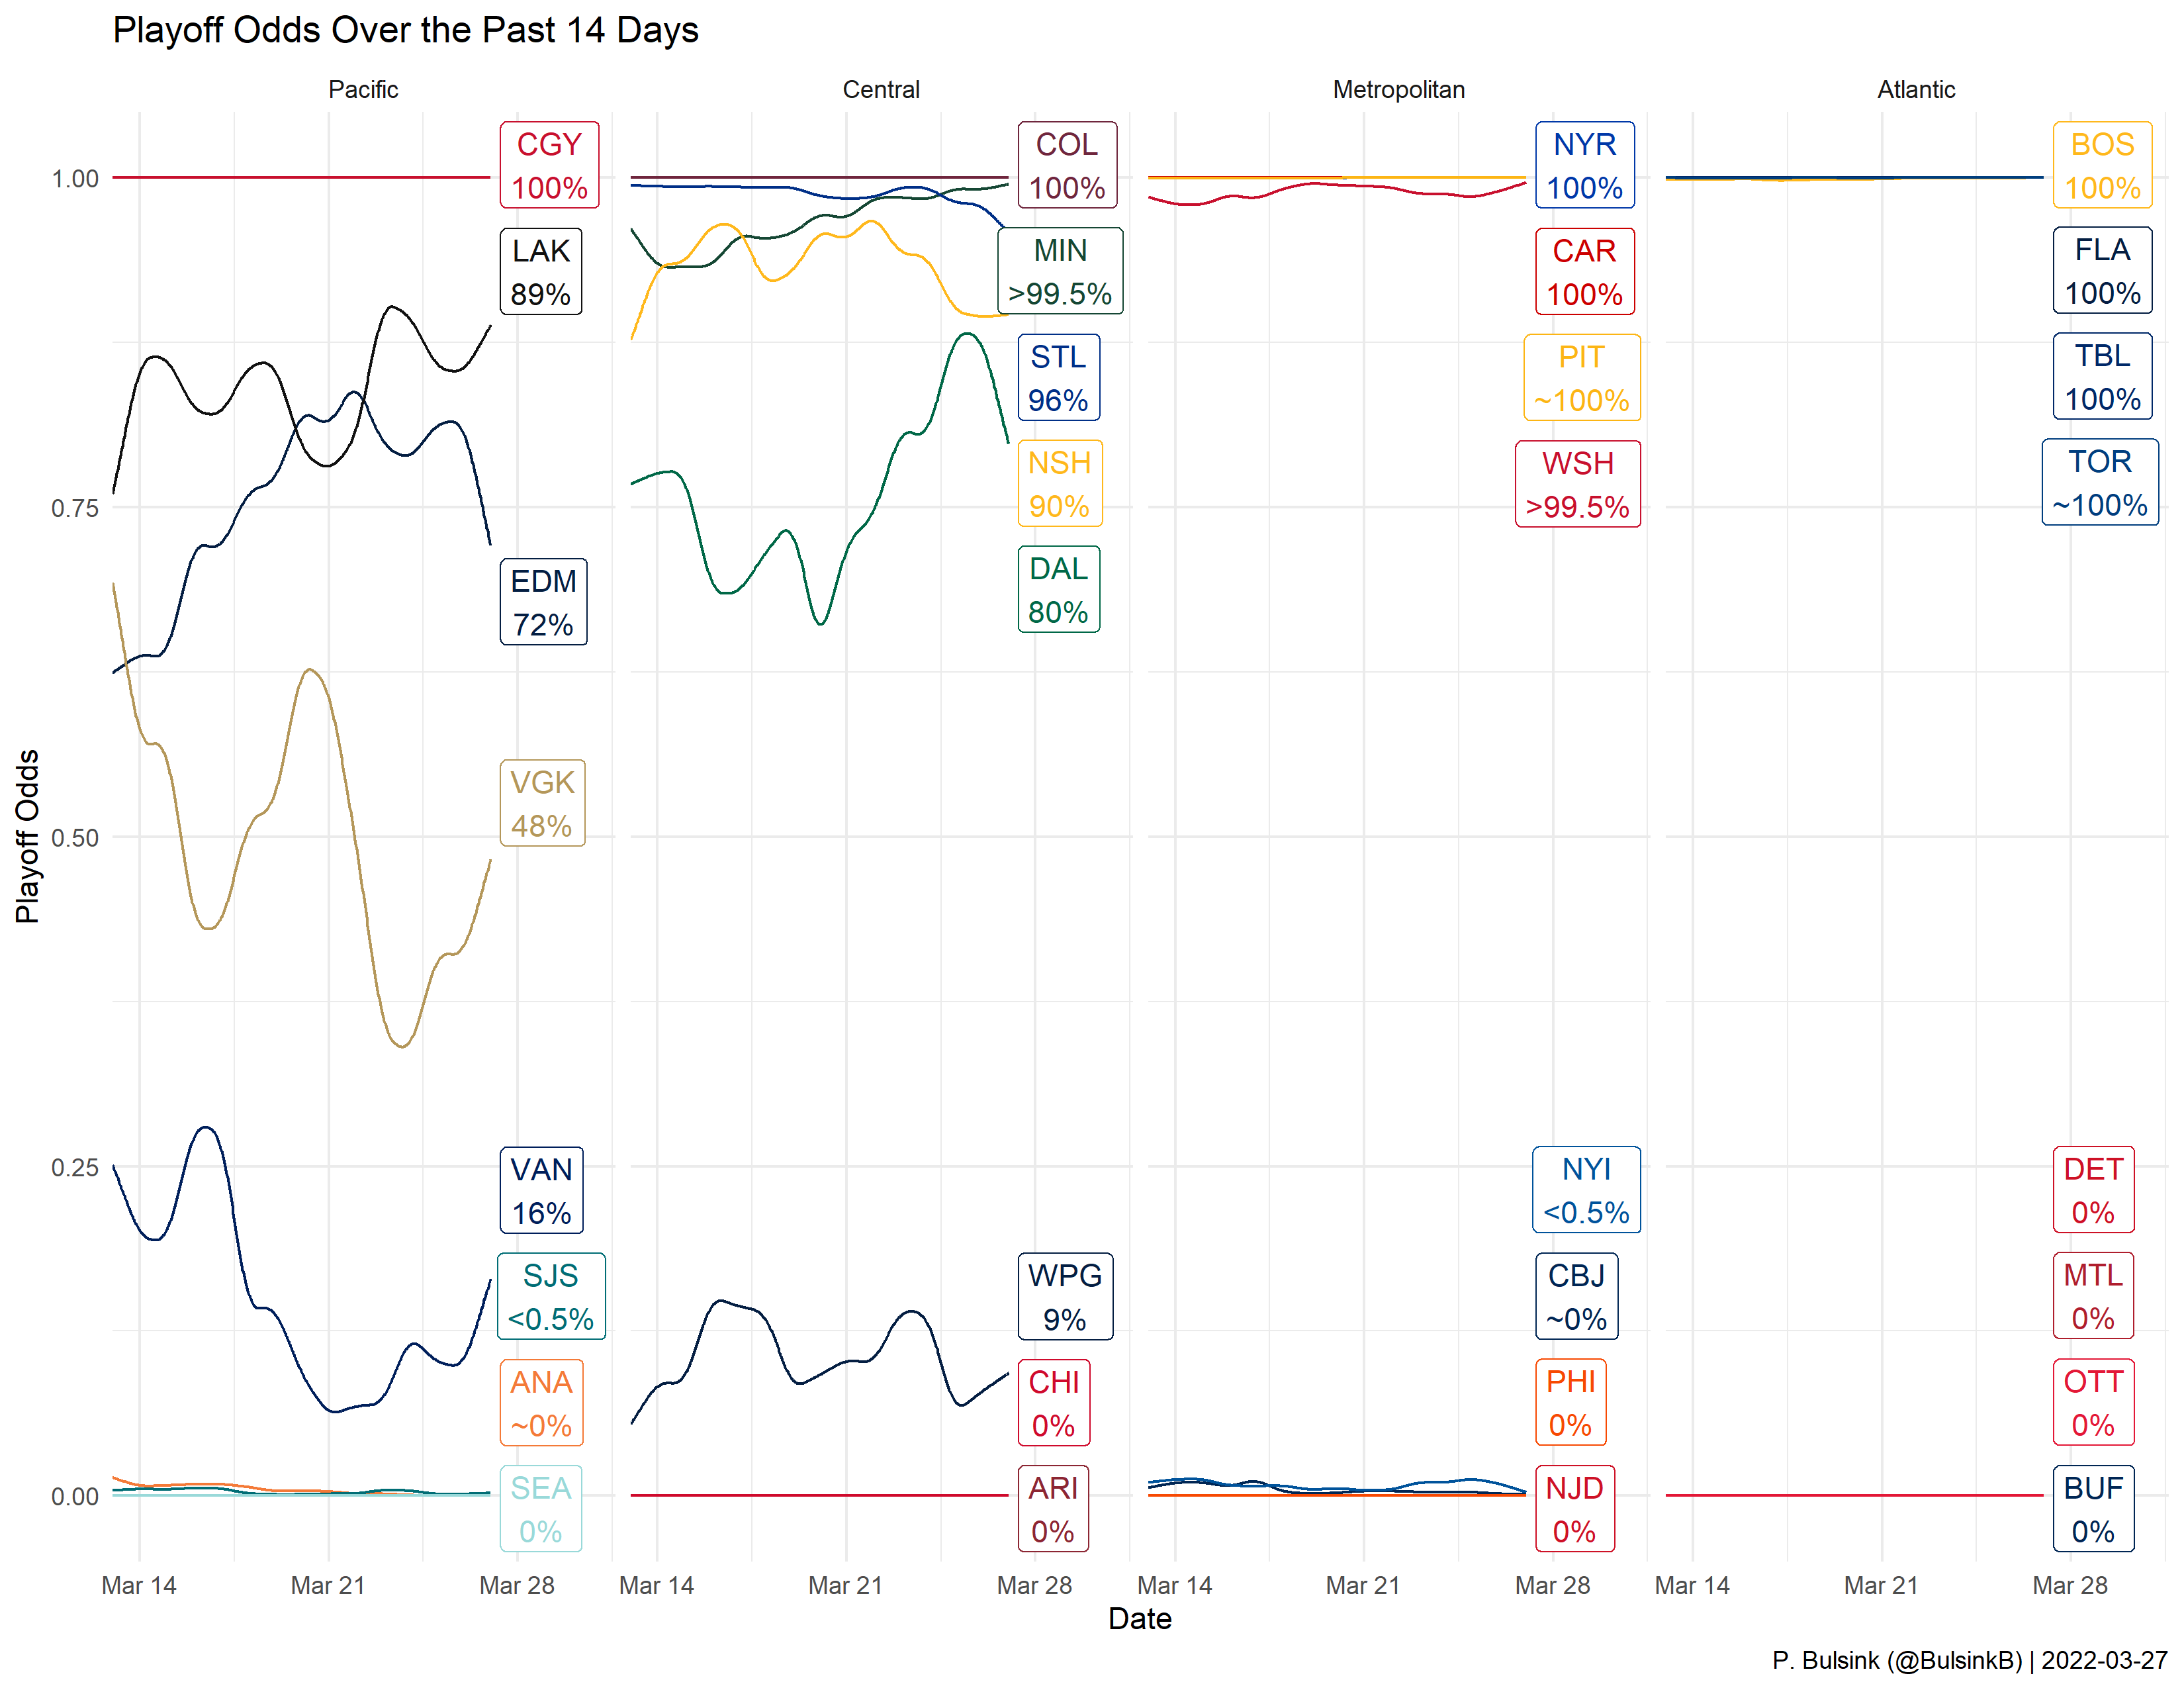 Playoff Odds Over the Past 14 Days
Pacific
Central
Metropolitan
Atlantic
Playoff Odds
1.00
0.75
0.50
0.25
0.00
CGY
100%
LAK
89%
EDM
72%
VGK
48%
VAN
16%
SJS
<0.5%
ANA
~0%
SEA
0%
COL
100%
MIN
>99.5%
STL
96%
NSH
90%
DAL
80%
WPG
9%
CHI
0%
ARI
0%
NYR
100%
CAR
100%
PIT
~100%
WSH
>99.5%
NYI
<0.5%
CBJ
~0%
PHI
0%
NJD
0%
BOS
100%
FLA
100%
TBL
100%
TOR
~100%
DET
0%
MTL
0%
OTT
0%
BUF
0%
Mar 14 Mar 21 Mar 28 Mar 14 Mar 21 Mar 28 Mar 14 Mar 21 Mar 28 Mar 14 Mar 21 Mar 28
Date
P. Bulsink (@BulsinkB) | 2022-03-27